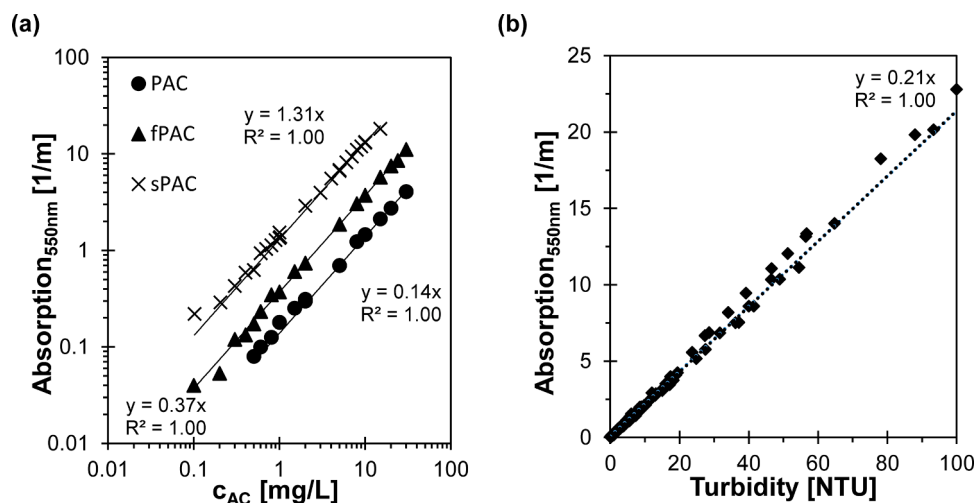 (a)
100
10
1
0.1
0.01
Absorption550nm [1/m]
PAC
fPAC
sPAC
y = 1.31x
R² = 1.00
y = 0.14x
R² = 1.00
y = 0.37x
R² = 1.00
0.01
0.1
1
10
100
cAC [mg/L]
(b)
25
20
15
10
5
0
Absorption550nm [1/m]
y = 0.21x
R² = 1.00
0
20
40
60
80
100
Turbidity [NTU]